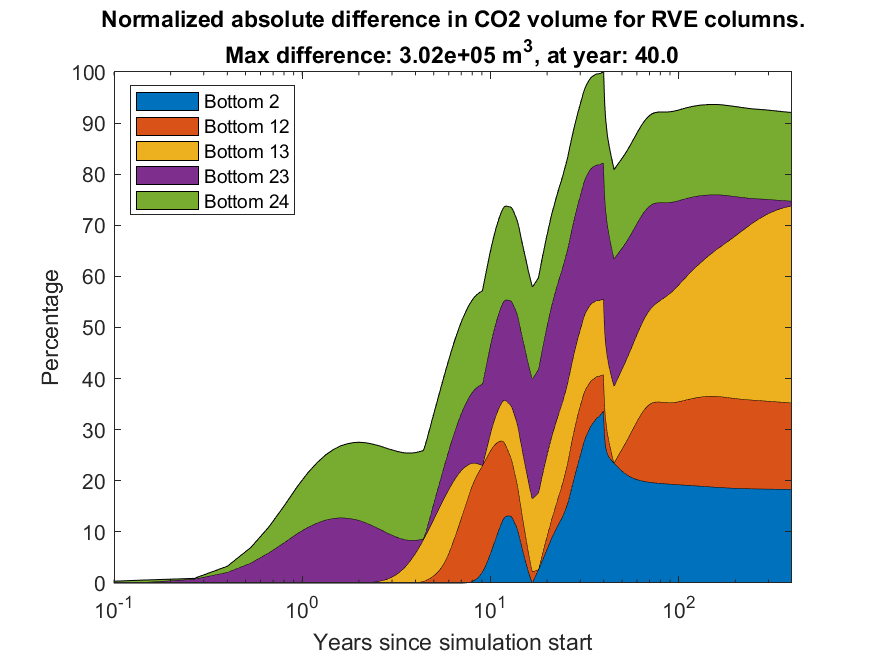 Normalized absolute difference in CO2 volume for RVE columns.
Max difference: 3.02e+05 m³, at year: 40.0
100
90
80
70
60
50
40
30
20
10
0
Percentage
Bottom 2
Bottom 12
Bottom 13
Bottom 23
Bottom 24
10⁻¹ 10⁰ 10¹ 10²
Years since simulation start